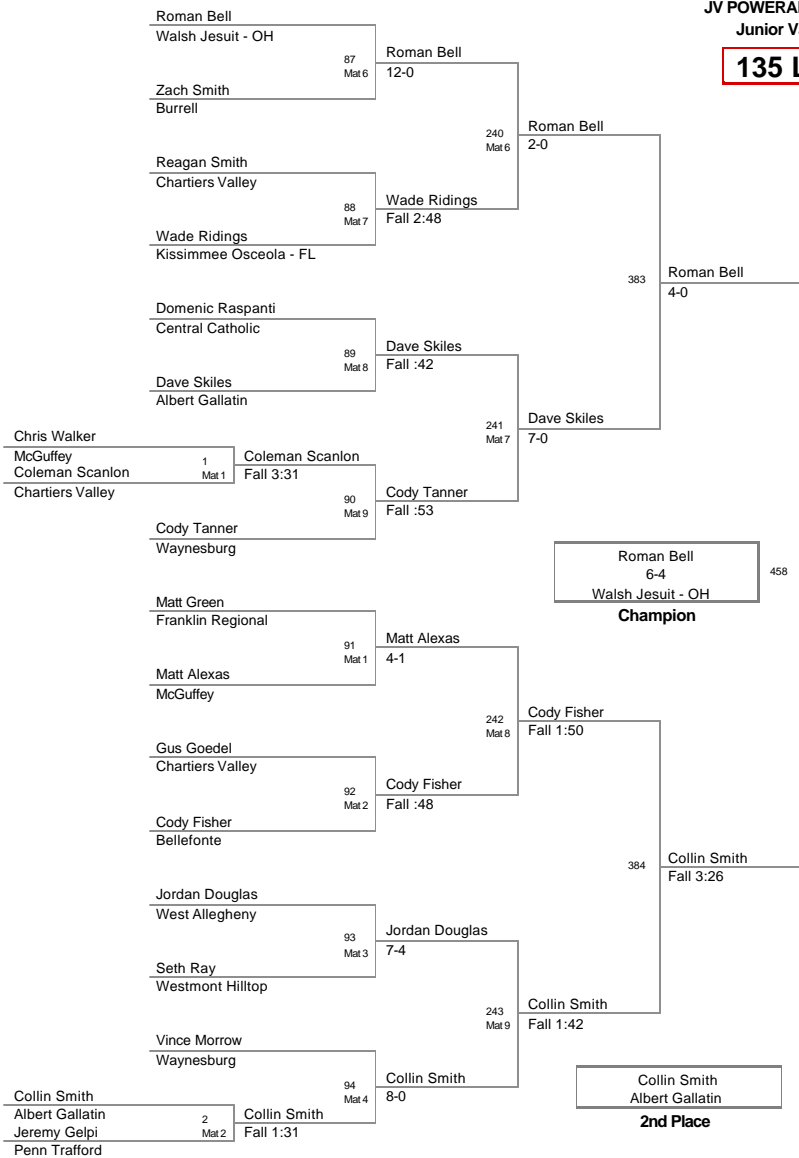 JV POWERA
Junior V
135 L
Roman Bell
Walsh Jesuit - OH
87
Mat 6
Roman Bell
12-0
Zach Smith
Burrell
240
Mat 6
Roman Bell
2-0
Reagan Smith
Chartiers Valley
88
Mat 7
Wade Ridings
Fall 2:48
Wade Ridings
Kissimmee Osceola - FL
383
Roman Bell
4-0
Domenic Raspanti
Central Catholic
89
Mat 8
Dave Skiles
Fall :42
Dave Skiles
Albert Gallatin
241
Mat 7
Dave Skiles
7-0
Chris Walker
McGuffey
1
Mat 1
Coleman Scanlon
Chartiers Valley
Coleman Scanlon
Fall 3:31
90
Mat 9
Cody Tanner
Fall :53
Cody Tanner
Waynesburg
Roman Bell
6-4
Walsh Jesuit - OH
458
Champion
Matt Green
Franklin Regional
91
Mat 1
Matt Alexas
4-1
Matt Alexas
McGuffey
242
Mat 8
Cody Fisher
Fall 1:50
Gus Goedel
Chartiers Valley
92
Mat 2
Cody Fisher
Fall :48
Cody Fisher
Bellefonte
384
Collin Smith
Fall 3:26
Jordan Douglas
West Allegheny
93
Mat 3
Jordan Douglas
7-4
Seth Ray
Westmont Hilltop
243
Mat 9
Collin Smith
Fall 1:42
Vince Morrow
Waynesburg
94
Mat 4
Collin Smith
8-0
Collin Smith
Albert Gallatin
2
Mat 2
Jeremy Gelpi
Penn Trafford
Collin Smith
Fall 1:31
Collin Smith
Albert Gallatin
2nd Place